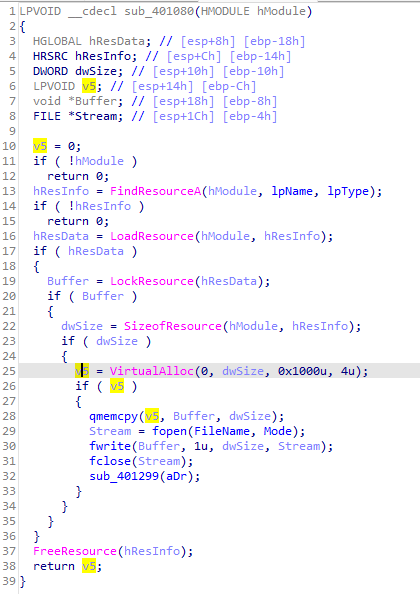 1 LPVOID __cdecl sub_401080(HMODULE hModule)
2 {
3   HGLOBAL hResData; // [esp+8h] [ebp-18h]
4   HRSRC hResInfo; // [esp+Ch] [ebp-14h]
5   DWORD dwSize; // [esp+10h] [ebp-10h]
6   LPVOID v5; // [esp+14h] [ebp-Ch]
7   void *Buffer; // [esp+18h] [ebp-8h]
8   FILE *Stream; // [esp+1Ch] [ebp-4h]
9
10   v5 = 0;
11   if ( !hModule )
12     return 0;
13   hResInfo = FindResourceA(hModule, lpName, lpType);
14   if ( !hResInfo )
15     return 0;
16   hResData = LoadResource(hModule, hResInfo);
17   if ( hResData )
18   {
19     Buffer = LockResource(hResData);
20     if ( Buffer )
21     {
22       dwSize = SizeofResource(hModule, hResInfo);
23       if ( dwSize )
24       {
25         v5 = VirtualAlloc(0, dwSize, 0x1000u, 4u);
26         if ( v5 )
27         {
28           qmemcpy(v5, Buffer, dwSize);
29           Stream = fopen(FileName, Mode);
30           fwrite(Buffer, 1u, dwSize, Stream);
31           fclose(Stream);
32           sub_401299(aDr);
33         }
34       }
35     }
36   }
37   FreeResource(hResInfo);
38   return v5;
39 }